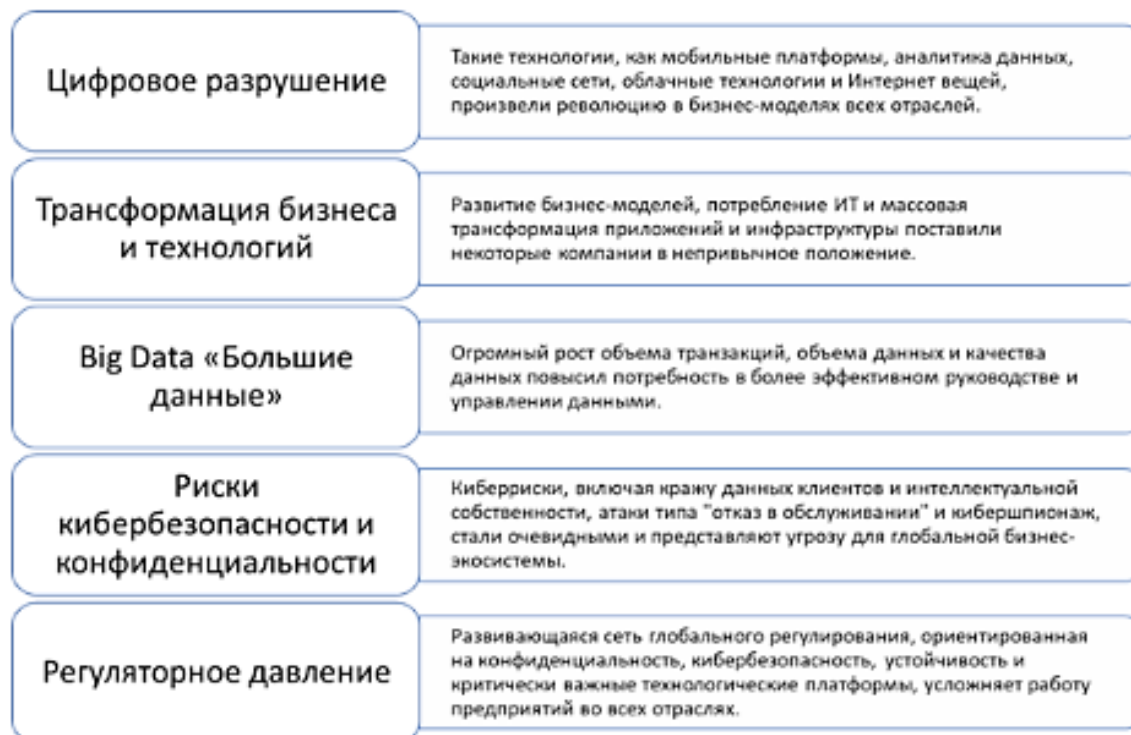 Цифровое разрушение
Такие технологии, как мобильные платформы, аналитика данных,
социальные сети, облачные технологии и Интернет вещей,
произвели революцию в бизнес-моделях всех отраслей.
Трансформация бизнеса
и технологий
Развитие бизнес-моделей, потребление ИТ и массовая
трансформация приложений и инфраструктуры поставили
некоторые компании в непривычное положение.
Big Data «Большие
данные»
Огромный рост объема транзакций, объема данных и качества
данных повысил потребность в более эффективном руководстве и
управлении данными.
Риски
кибербезопасности и
конфиденциальности
Киберриски, включая кражу данных клиентов и интеллектуальной
собственности, атаки типа "отказ в обслуживании" и кибершпионаж,
стали очевидными и представляют угрозу для глобальной бизнес-
экосистемы.
Регуляторное давление
Развивающаяся сеть глобального регулирования, ориентированная
на конфиденциальность, кибербезопасность, устойчивость и
критически важные технологические платформы, усложняет работу
предприятий во всех отраслях.